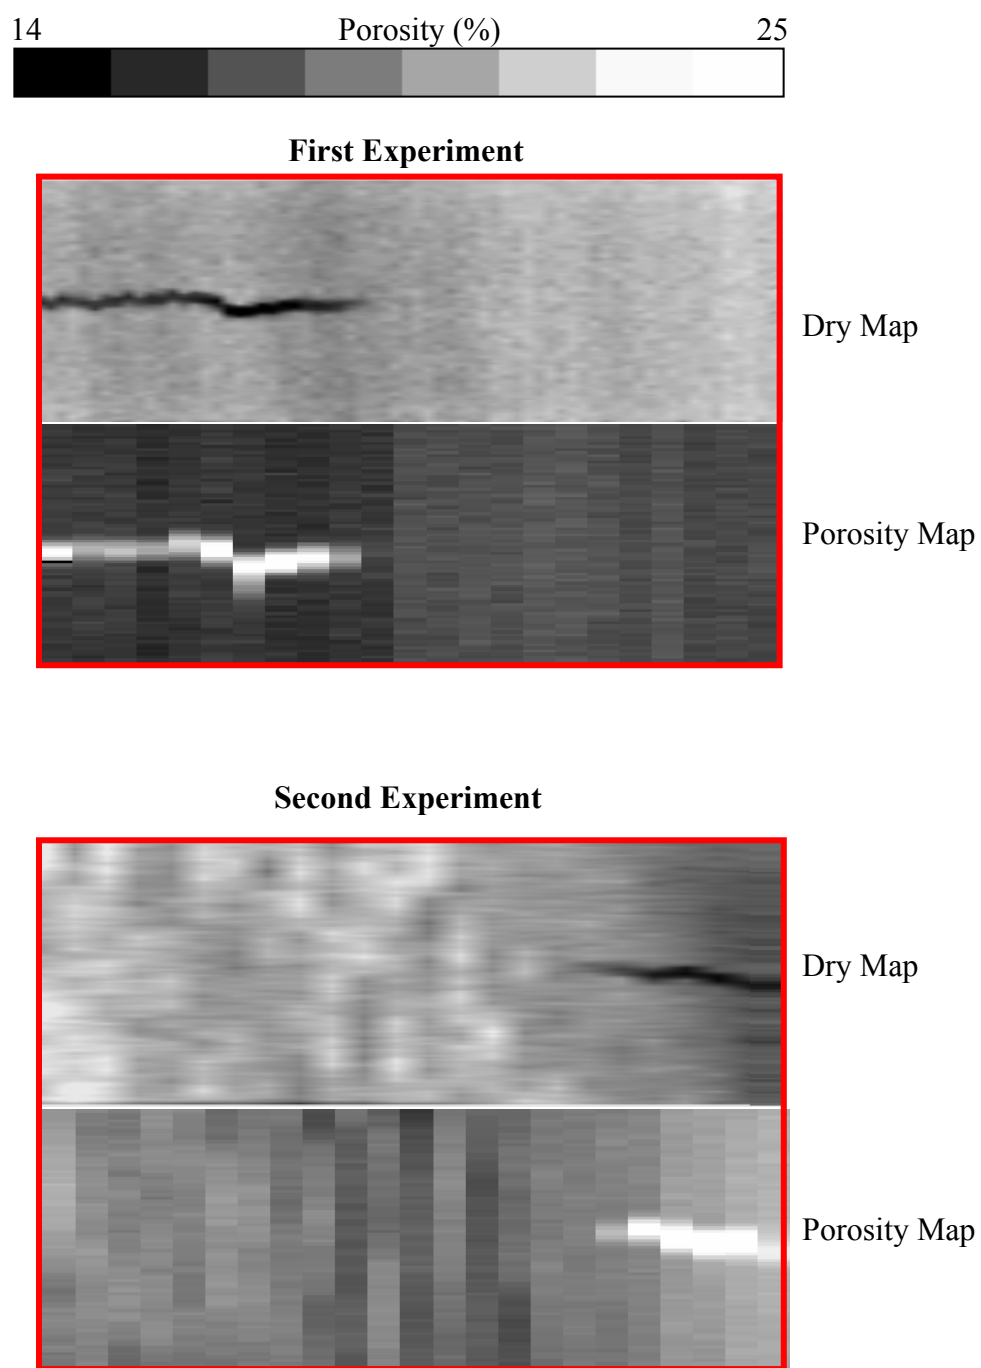 14 Porosity (%) 25
First Experiment
Dry Map
Porosity Map
Second Experiment
Dry Map
Porosity Map